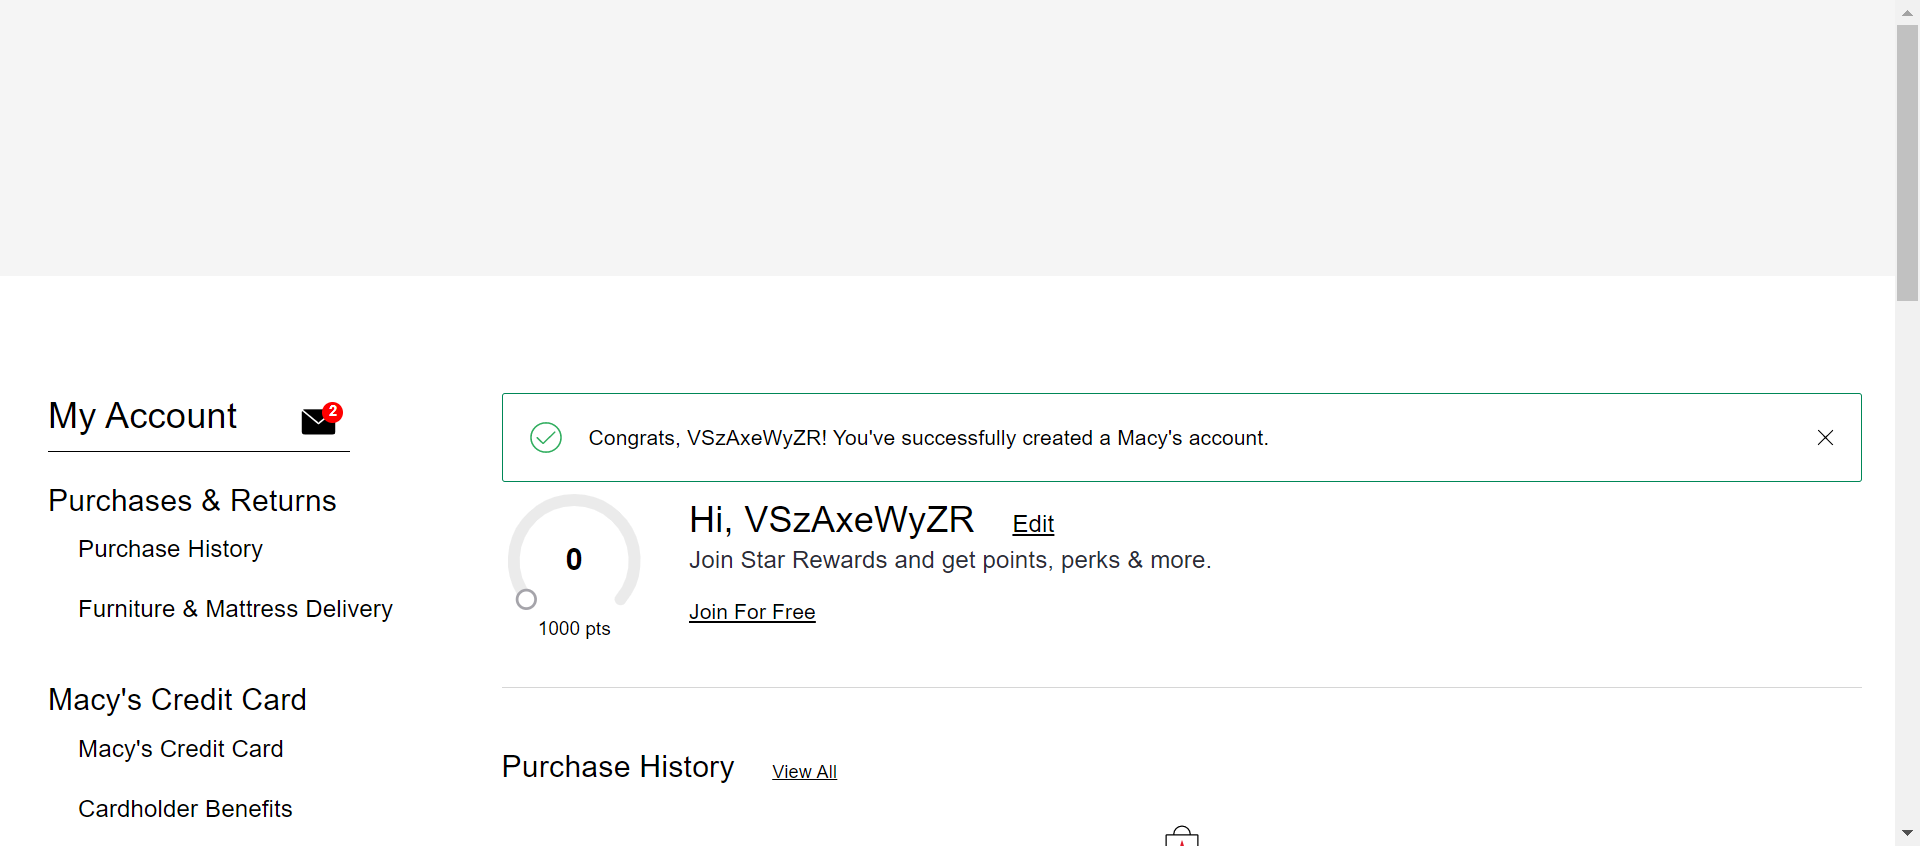 My Account
2
Purchases & Returns
Purchase History
Furniture & Mattress Delivery
Macy's Credit Card
Macy's Credit Card
Cardholder Benefits
Congrats, VSzAxeWyZR! You've successfully created a Macy's account.
0
1000 pts
Hi, VSzAxeWyZR Edit
Join Star Rewards and get points, perks & more.
Join For Free
Purchase History View All